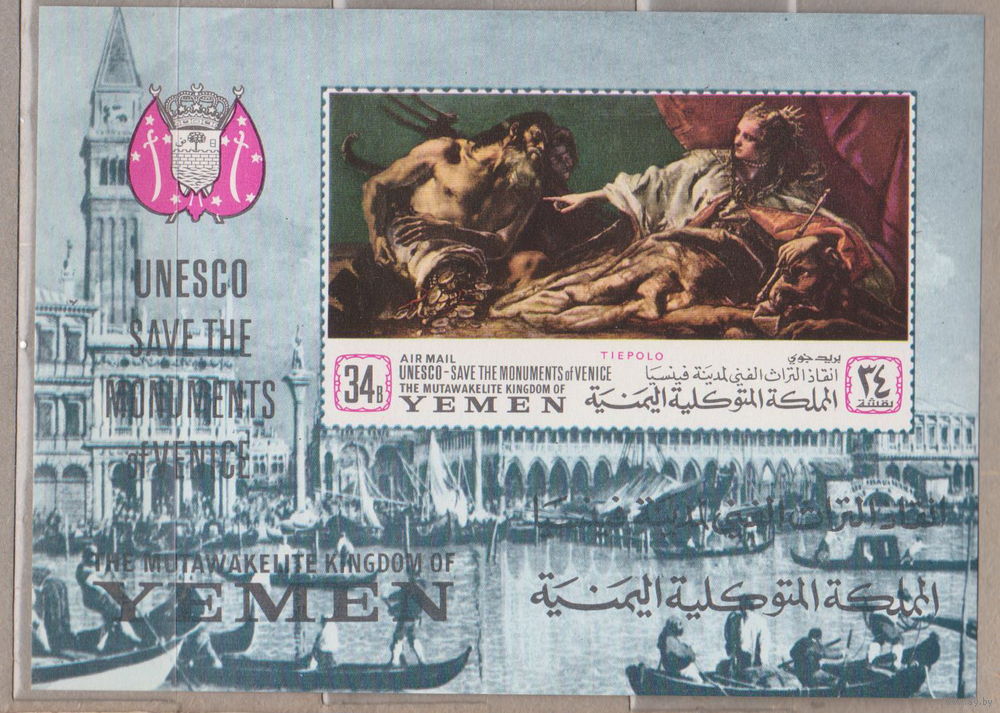 UNESCO
SAVE THE
MONUMENTS
of VENICE
THE MUTAWAKELITE KINGDOM OF
YEMEN
TIEPOLO
34B
AIR MAIL
UNESCO-SAVE THE MONUMENTS of VENICE
THE MUTAWAKELITE KINGDOM OF
YEMEN
بريد جوي
انقاذ التراث الفني لمدينة فينسيا
المملكة المتوكلية اليمنية
٣٤
بقشة
انقاذ التراث الفني لمدينة فينسيا
المملكة المتوكلية اليمنية